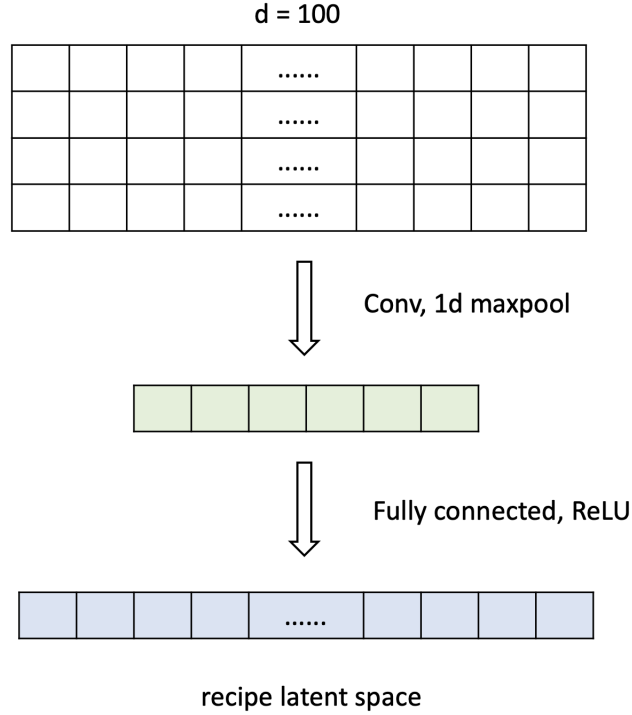 d = 100
......
......
......
......
Conv, 1d maxpool
Fully connected, ReLU
......
recipe latent space